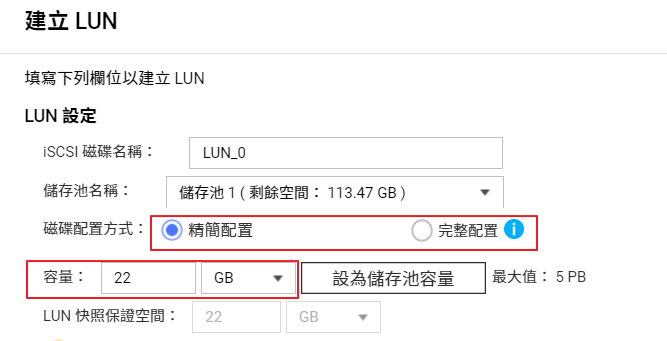 建立 LUN
填寫下列欄位以建立 LUN
LUN 設定
iSCSI 磁碟名稱： LUN_0
儲存池名稱： 儲存池 1 ( 剩餘空間： 113.47 GB )
磁碟配置方式： 精簡配置 完整配置 i
容量： 22 GB 設為儲存池容量 最大值： 5 PB
LUN 快照保證空間： 22 GB